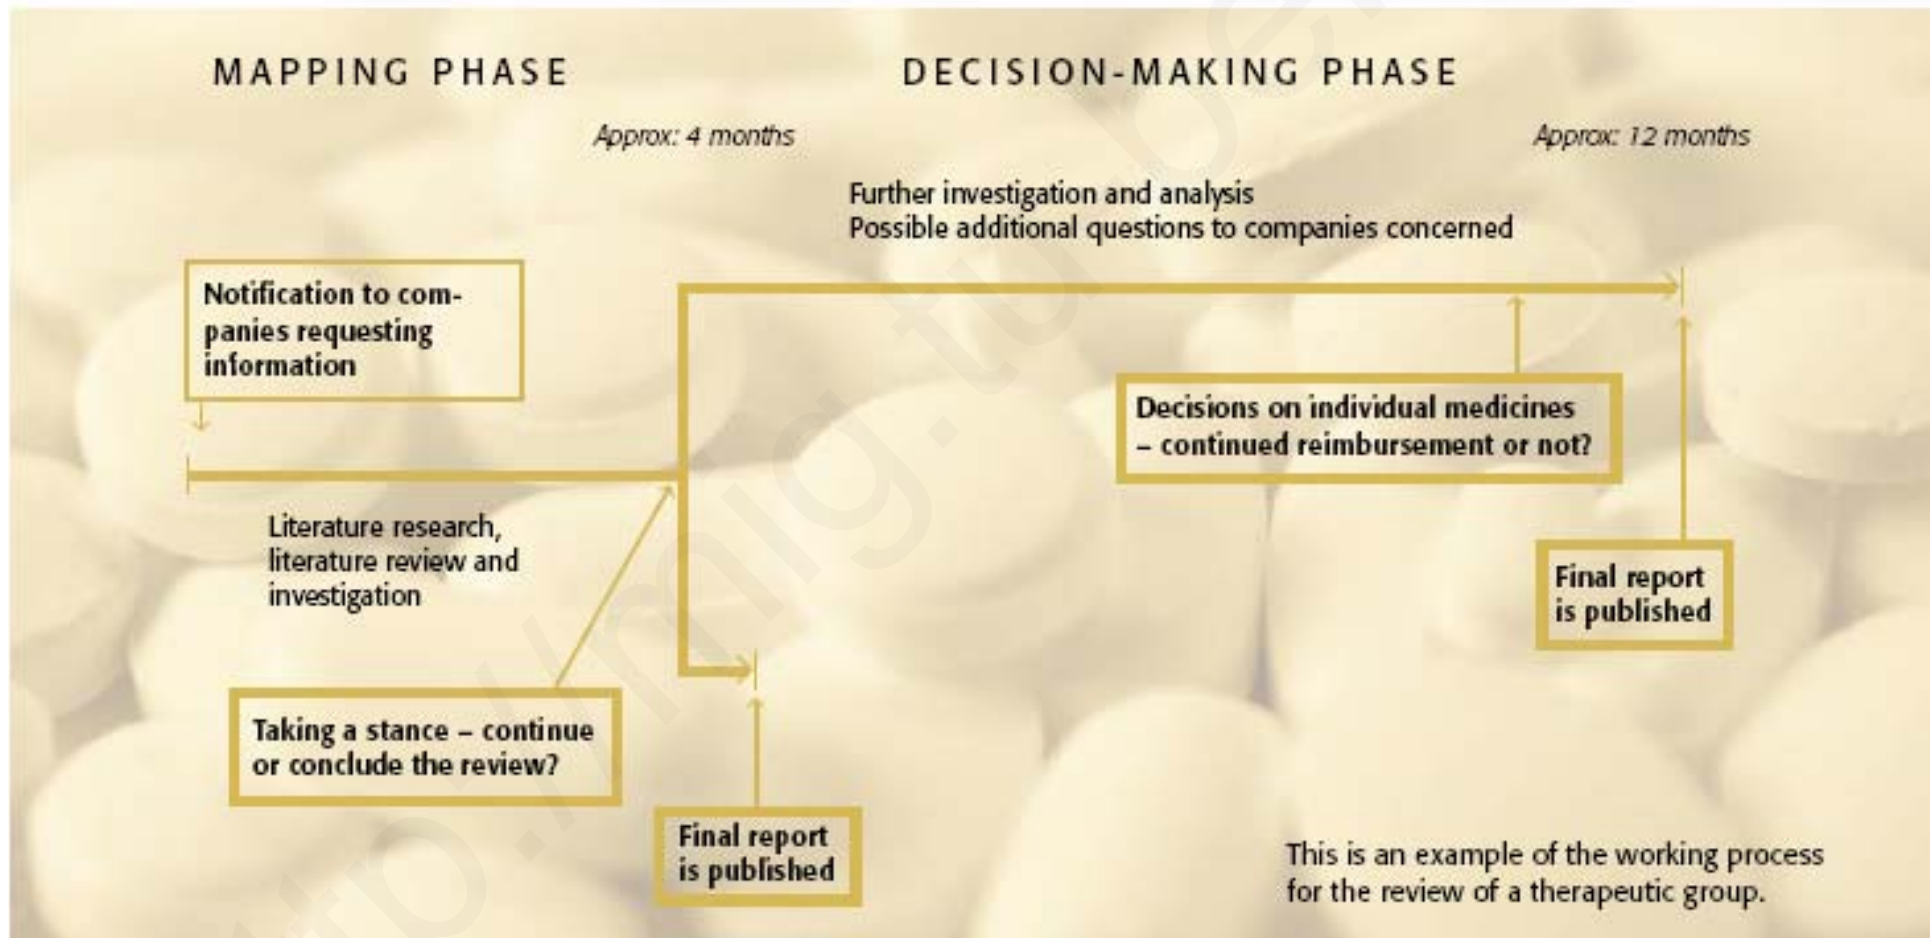 MAPPING PHASE
DECISION-MAKING PHASE
Approx: 4 months
Approx: 12 months
Further investigation and analysis
Possible additional questions to companies concerned
Notification to com-
panies requesting
information
Decisions on individual medicines
– continued reimbursement or not?
Literature research,
literature review and
investigation
Final report
is published
Taking a stance – continue
or conclude the review?
Final report
is published
This is an example of the working process
for the review of a therapeutic group.